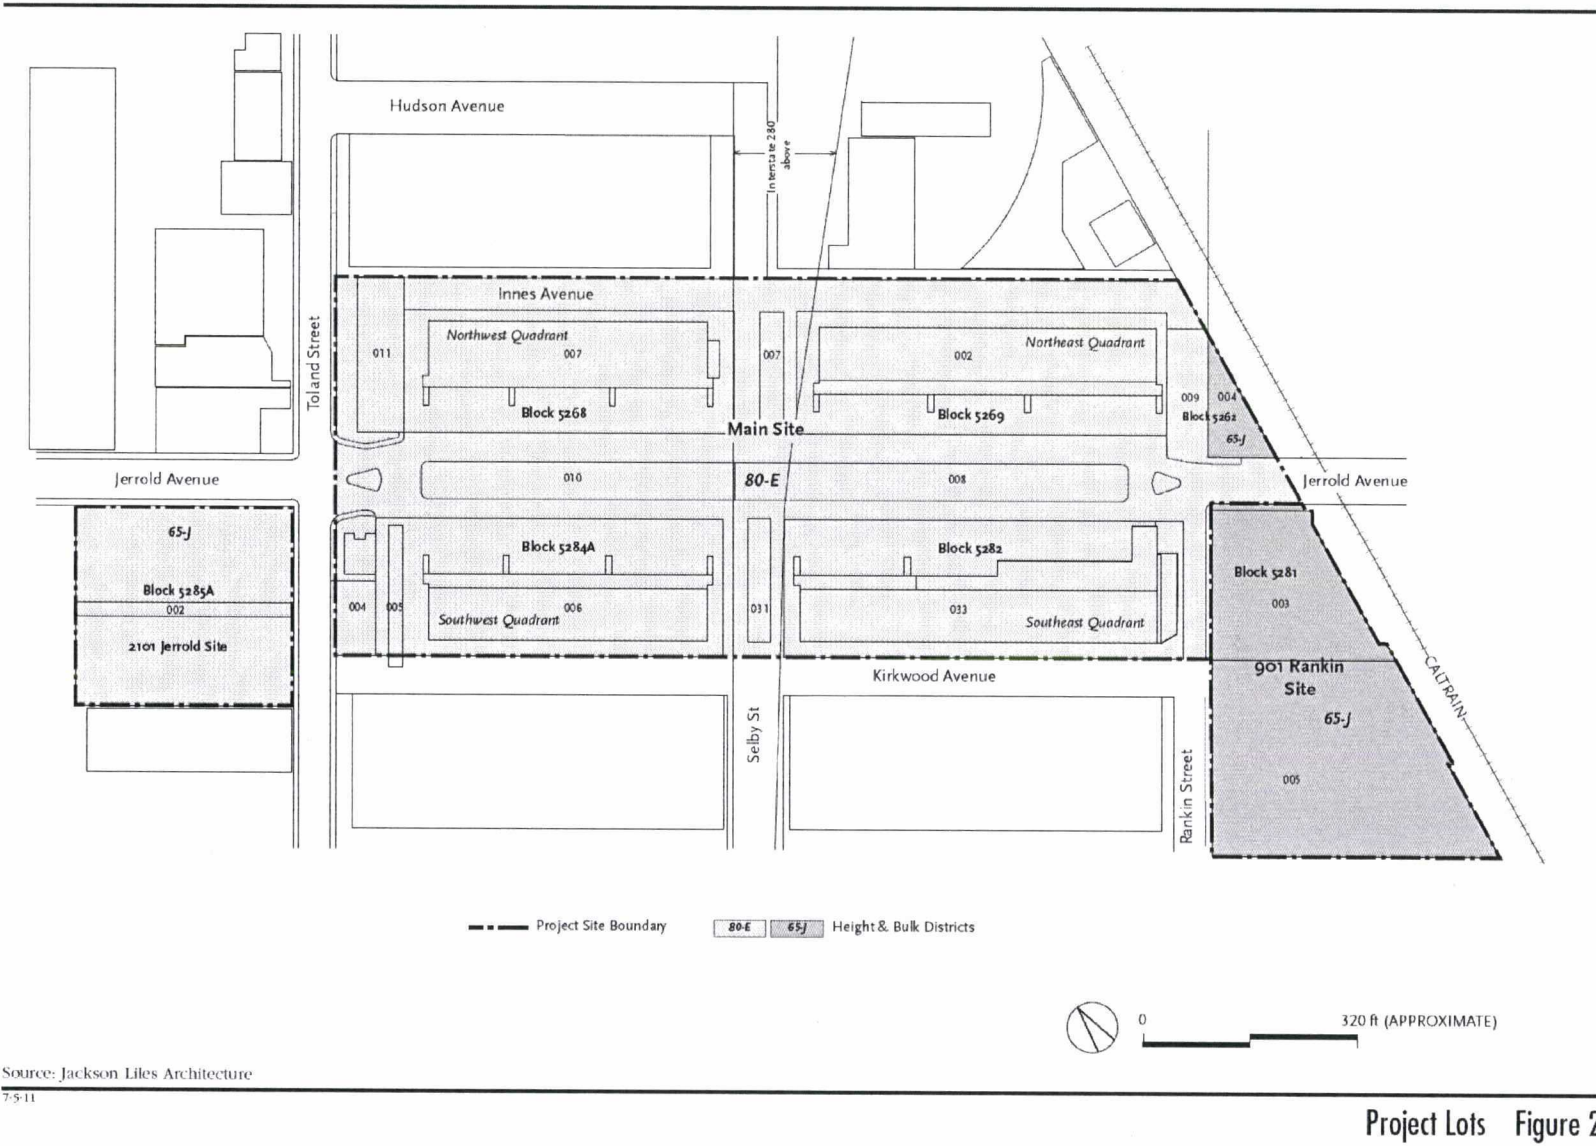 Hudson Avenue
Interstate 280
above
Toland Street
Innes Avenue
Northwest Quadrant
Northeast Quadrant
011
007
007
002
009
004
Block 5268
Block 5269
Block 5262
65-J
Main Site
Jerrold Avenue
010
80-E
008
Jerrold Avenue
65-J
Block 5285A
002
2101 Jerrold Site
Block 5284A
Block 5282
Block 5281
004
005
006
031
033
003
Southwest Quadrant
Southeast Quadrant
Kirkwood Avenue
901 Rankin
Site
65-J
005
CALTRAIN
Selby St
Rankin Street
Project Site Boundary
80-E
65-J
Height & Bulk Districts
0
320 ft (APPROXIMATE)
Source: Jackson Liles Architecture
7-5-11
Project Lots Figure 2